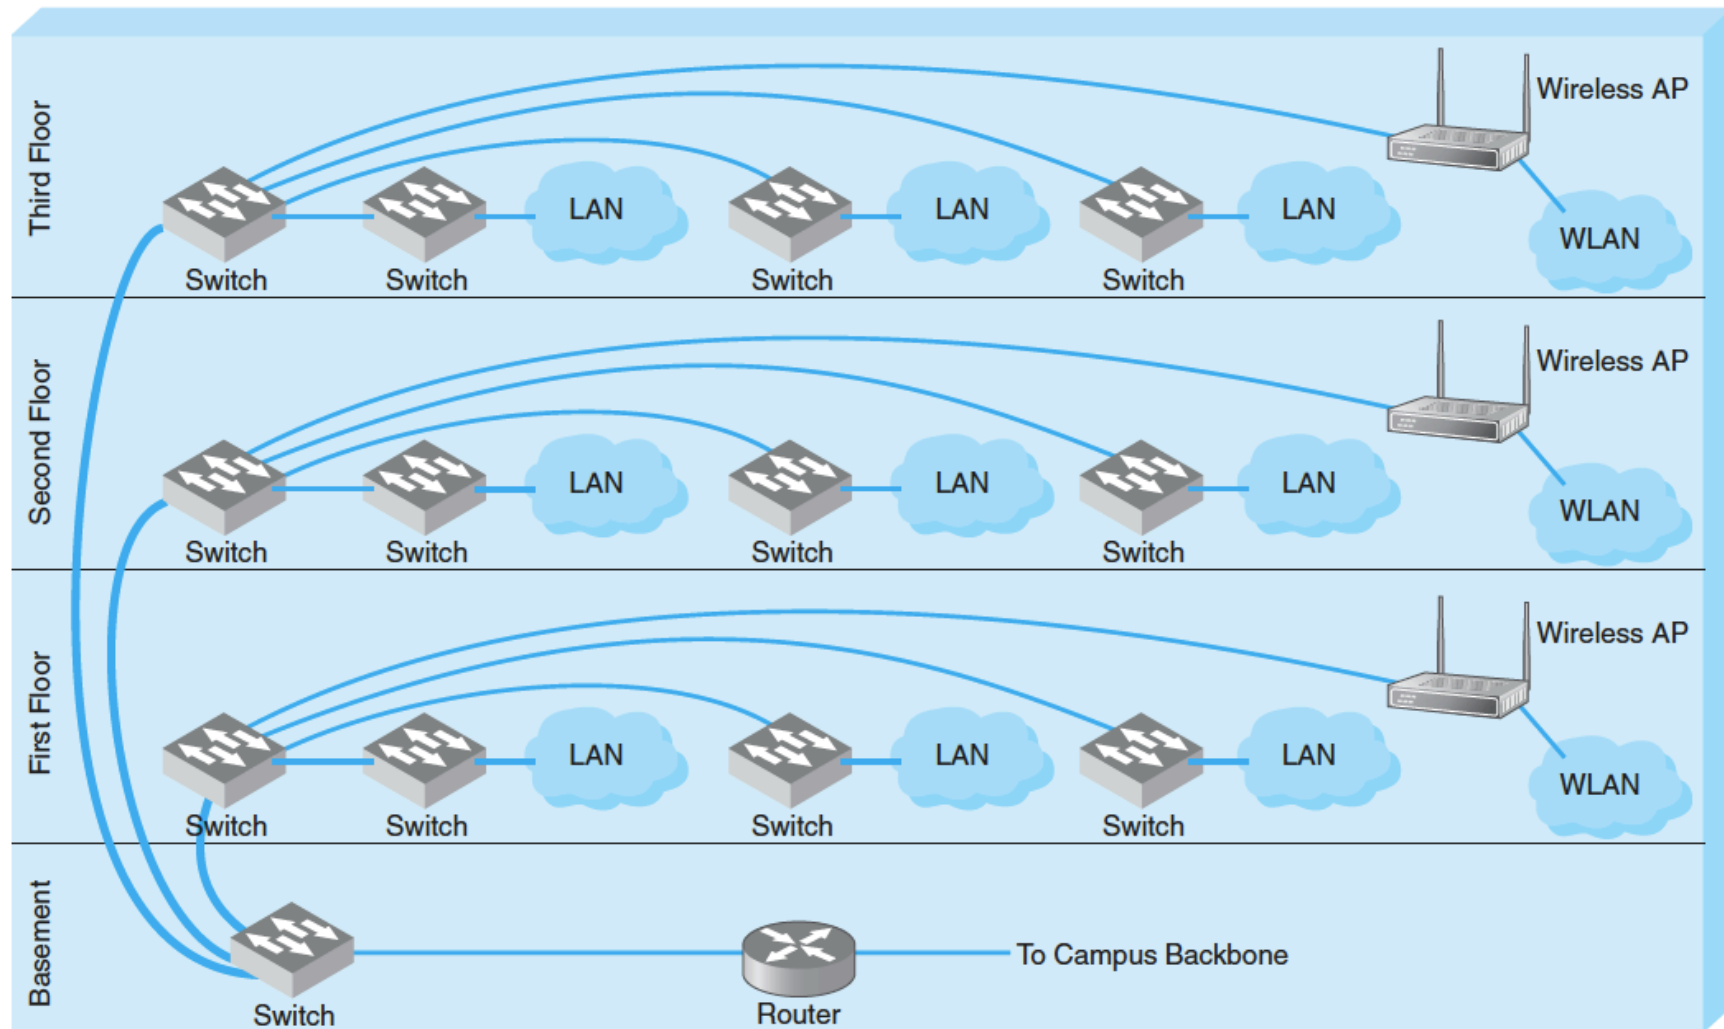 Third Floor
Wireless AP
LAN
LAN
LAN
WLAN
Switch
Switch
Switch
Switch
Second Floor
Wireless AP
LAN
LAN
LAN
WLAN
Switch
Switch
Switch
Switch
First Floor
Wireless AP
LAN
LAN
LAN
WLAN
Switch
Switch
Switch
Switch
Basement
To Campus Backbone
Switch
Router